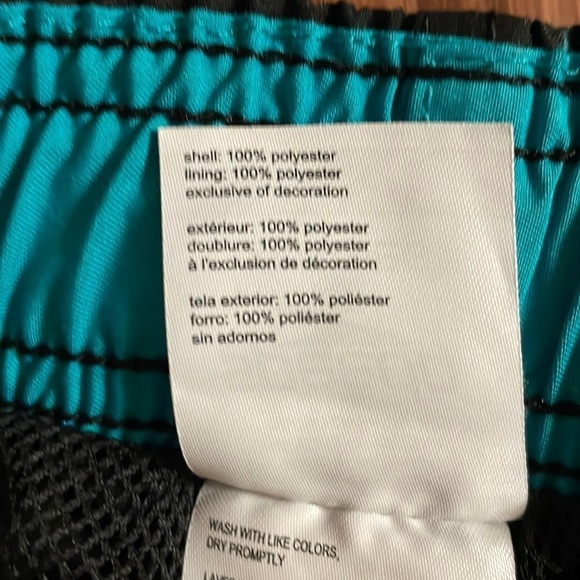 shell: 100% polyester
lining: 100% polyester
exclusive of decoration
extérieur: 100% polyester
doublure: 100% polyester
à l'exclusion de décoration
tela exterior: 100% poliéster
forro: 100% poliéster
sin adornos
WASH WITH LIKE COLORS,
DRY PROMPTLY